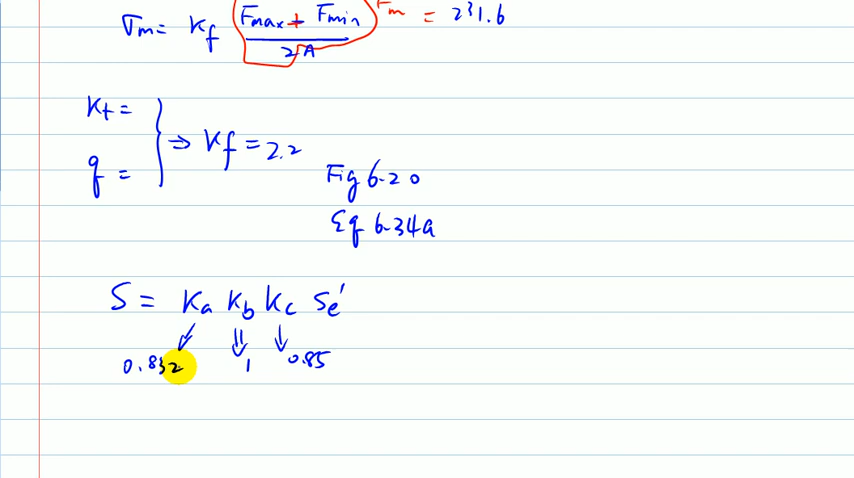 σm = Kf (Fmax + Fmin / 2A) Fm = 231.6
Kt =
q =
} ⇒ Kf = 2.2
Fig 6-20
Eq 6.34a
S = Ka Kb Kc Se'
0.832 1 0.85